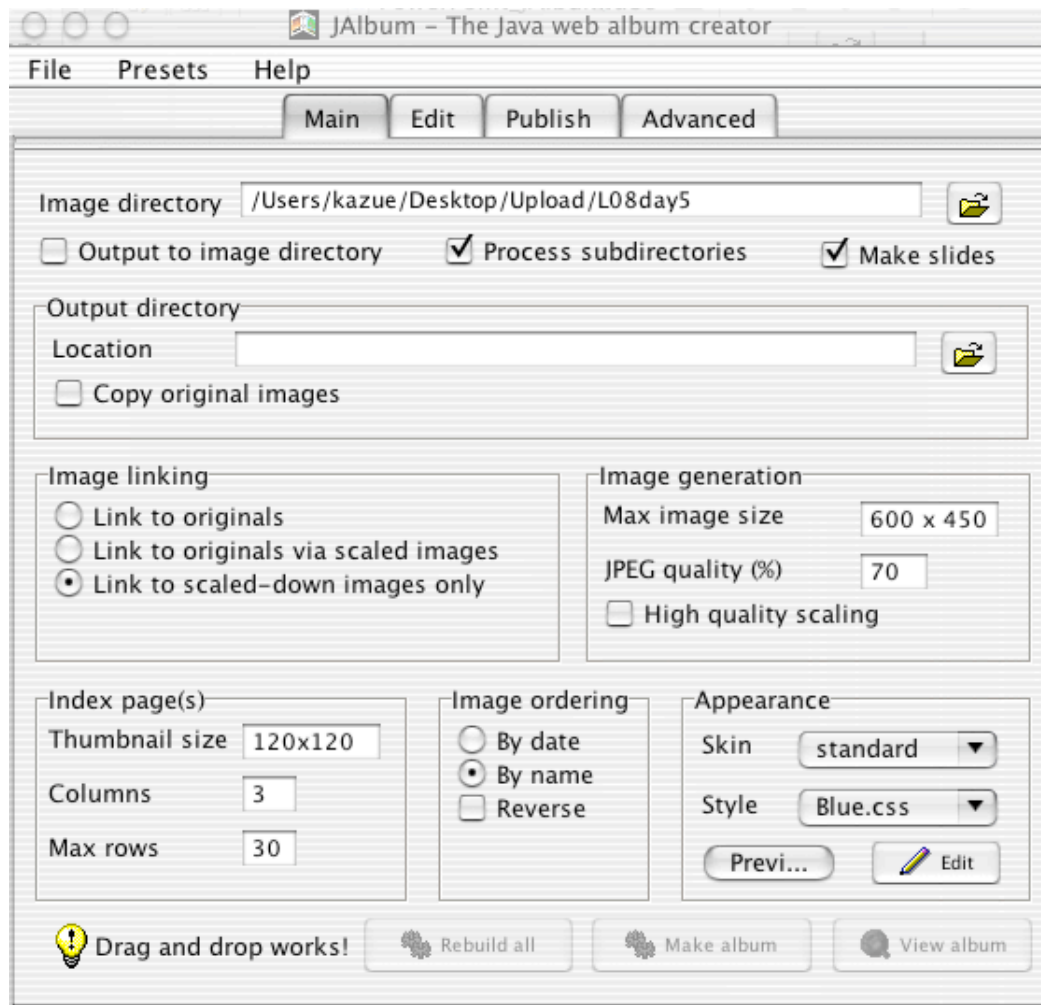 JAlbum – The Java web album creator
File Presets Help
Main Edit Publish Advanced
Image directory /Users/kazue/Desktop/Upload/L08day5
Output to image directory Process subdirectories Make slides
Output directory
Location
Copy original images
Image linking
Link to originals
Link to originals via scaled images
Link to scaled-down images only
Image generation
Max image size 600 x 450
JPEG quality (%) 70
High quality scaling
Index page(s)
Thumbnail size 120x120
Columns 3
Max rows 30
Image ordering
By date
By name
Reverse
Appearance
Skin standard
Style Blue.css
Previ... Edit
Drag and drop works! Rebuild all Make album View album